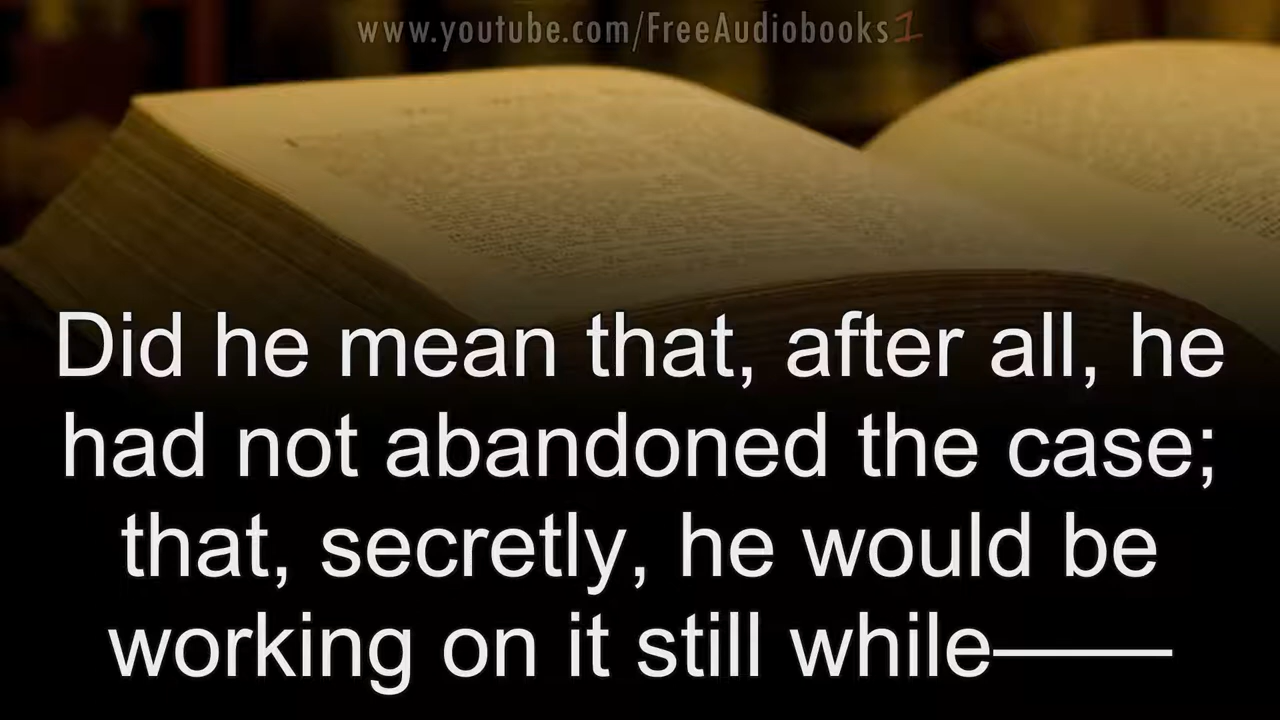 www.youtube.com/FreeAudiobooks1
Did he mean that, after all, he
had not abandoned the case;
that, secretly, he would be
working on it still while——